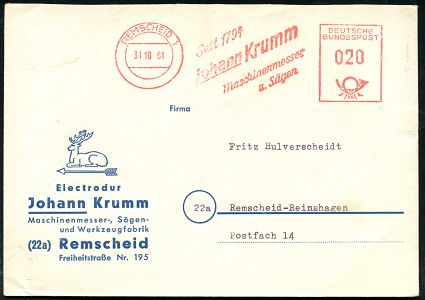 REMSCHEID 1
31 10 61
Seit 1794
Johann Krumm
Maschinenmesser
u. Sägen
DEUTSCHE
BUNDESPOST
020
Firma
Fritz Hulverscheidt
22a
Remscheid-Reinshagen
Postfach 14
Electrodur
Johann Krumm
Maschinenmesser-, Sägen-
und Werkzeugfabrik
(22a) Remscheid
Freiheitstraße Nr. 195